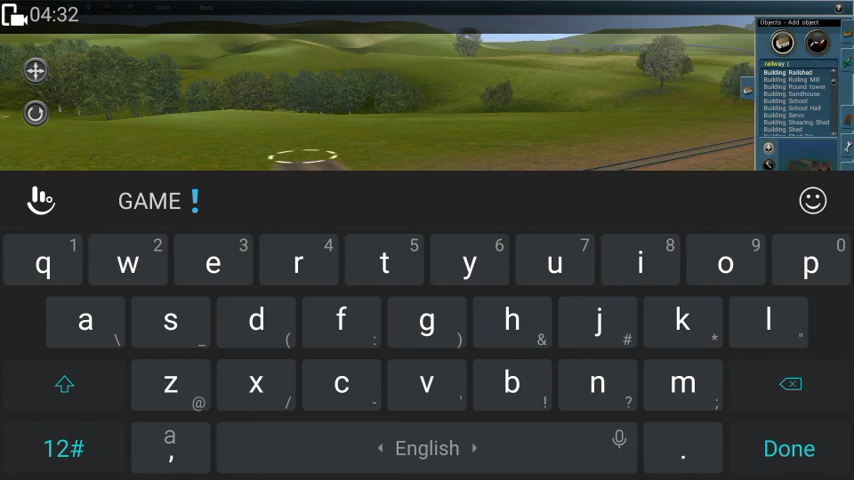 04:32
Undo Redo
Objects - Add object
railway |
Building Railshed
Building Rolling Mill
Building Round tower
Building Sandhouse
Building School
Building School Hall
Building Servo
Building Shearing Shed
Building Shed
GAME❗
q 1 w 2 e 3 r 4 t 5 y 6 u 7 i 8 o 9 p 0
a \ s _ d ( f : g ) h & j # k * l "
z @ x / c - v ' b ! n ? m ;
12# a , English . Done